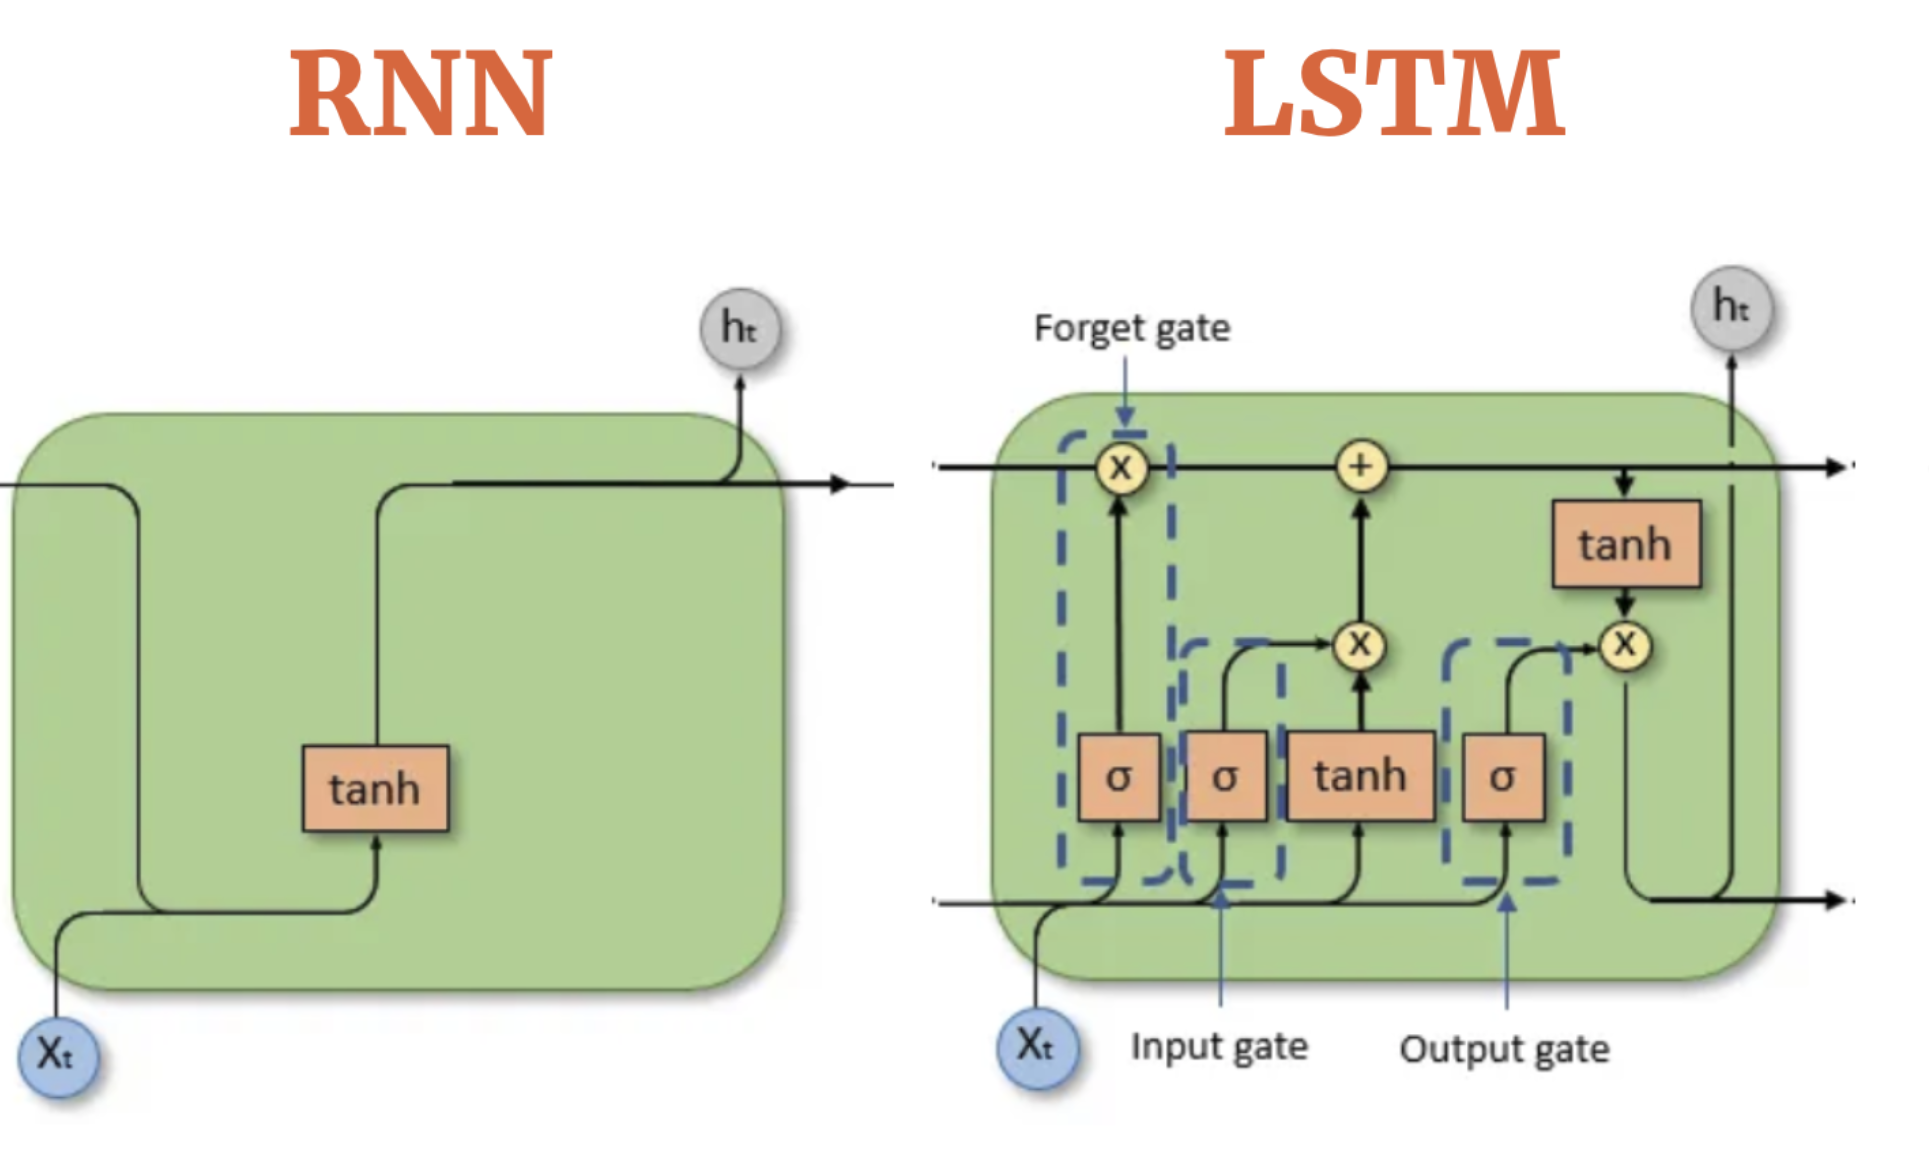 RNN
ht
tanh
Xt
LSTM
ht
Forget gate
x
+
tanh
x
x
σ
σ
tanh
σ
Xt
Input gate
Output gate